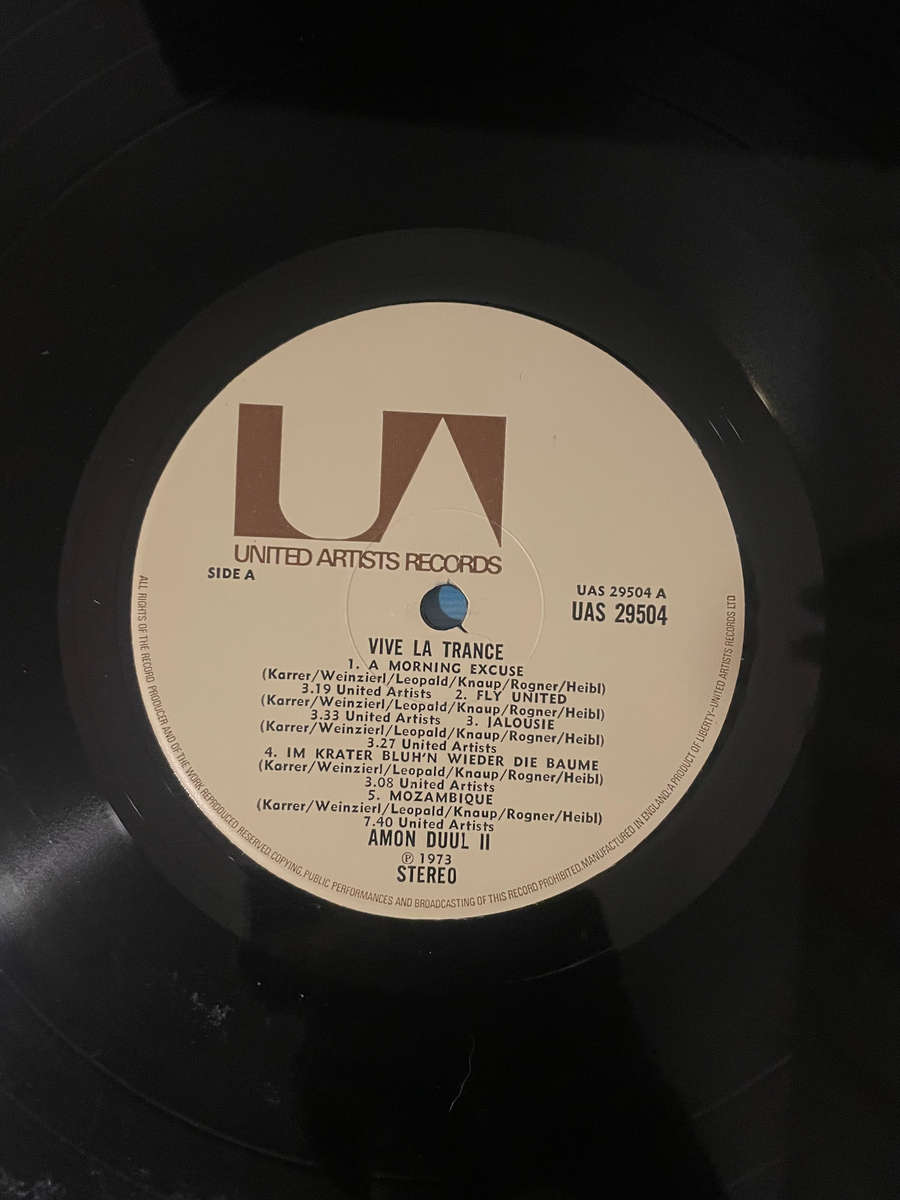 UA
UNITED ARTISTS RECORDS
SIDE A
UAS 29504 A
UAS 29504
VIVE LA TRANCE
1. A MORNING EXCUSE
(Karrer/Weinzierl/Leopald/Knaup/Rogner/Heibl)
3.19 United Artists 2. FLY UNITED
(Karrer/Weinzierl/Leopald/Knaup/Rogner/Heibl)
3.33 United Artists 3. JALOUSIE
(Karrer/Weinzierl/Leopald/Knaup/Rogner/Heibl)
3.27 United Artists
4. IM KRATER BLUH'N WIEDER DIE BAUME
(Karrer/Weinzierl/Leopald/Knaup/Rogner/Heibl)
3.08 United Artists
5. MOZAMBIQUE
(Karrer/Weinzierl/Leopald/Knaup/Rogner/Heibl)
7.40 United Artists
AMON DUUL II
℗ 1973
STEREO
ALL RIGHTS OF THE RECORD PRODUCER AND OF THE WORK REPRODUCED RESERVED.COPYING,PUBLIC PERFORMANCES AND BROADCASTING OF THIS RECORD PROHIBITED.MANUFACTURED IN ENGLAND.A PRODUCT OF LIBERTY-UNITED ARTISTS RECORDS LTD